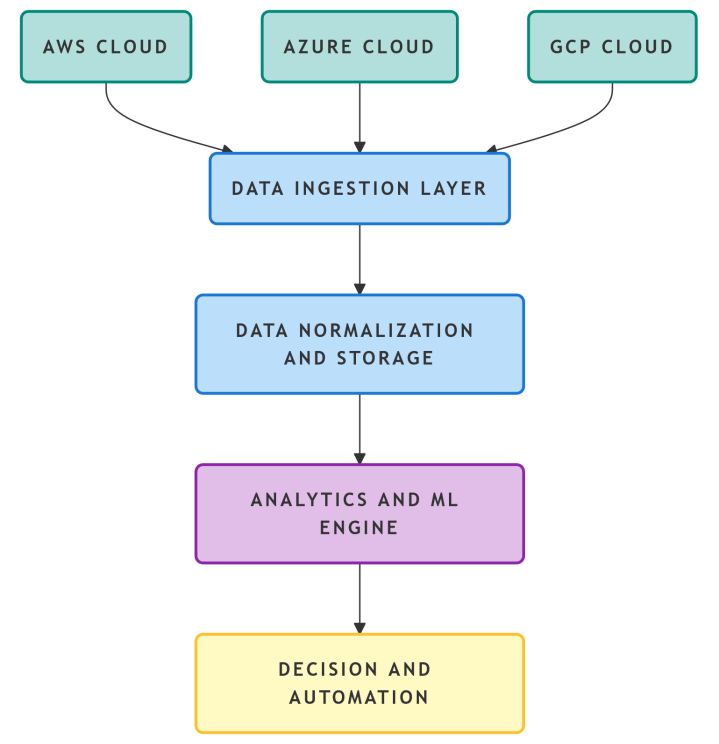 AWS CLOUD
AZURE CLOUD
GCP CLOUD
DATA INGESTION LAYER
DATA NORMALIZATION
AND STORAGE
ANALYTICS AND ML
ENGINE
DECISION AND
AUTOMATION